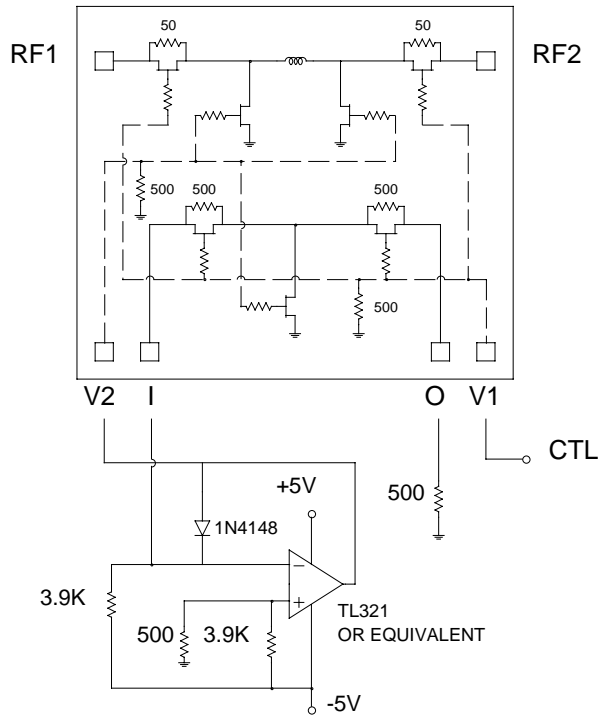 50
50
RF1
RF2
500
500
500
500
V2
I
O
V1
CTL
+5V
500
1N4148
−
3.9K
+
TL321
500
3.9K
OR EQUIVALENT
-5V